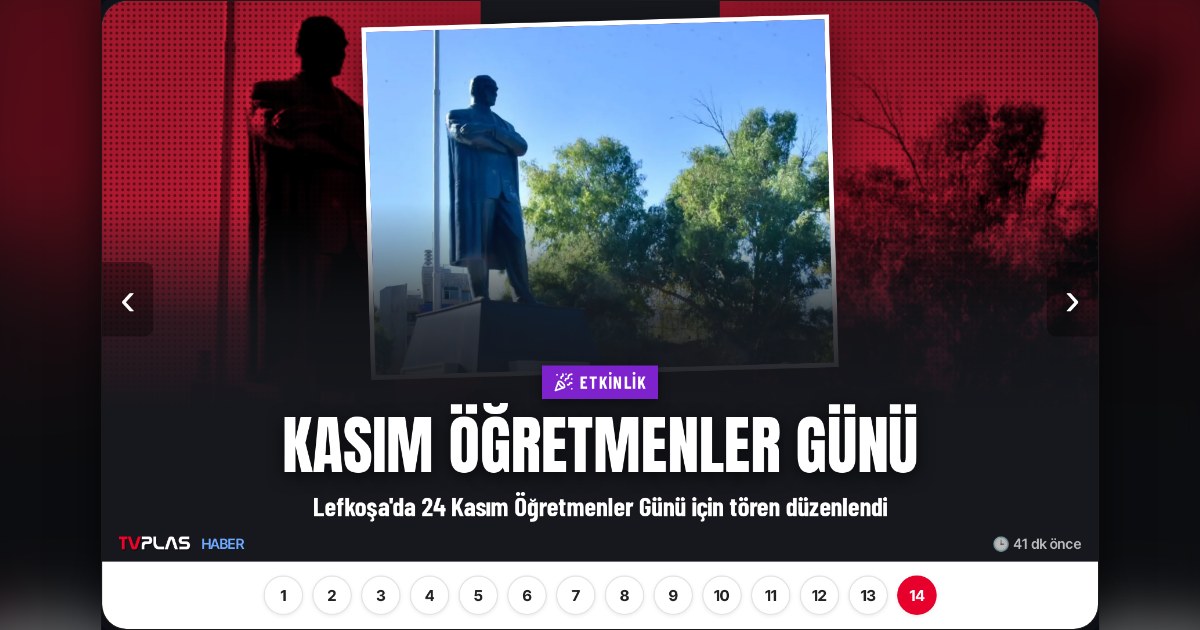 ETKİNLİK
KASIM ÖĞRETMENLER GÜNÜ
Lefkoşa'da 24 Kasım Öğretmenler Günü için tören düzenlendi
TVPLAS HABER
41 dk önce
1 2 3 4 5 6 7 8 9 10 11 12 13 14